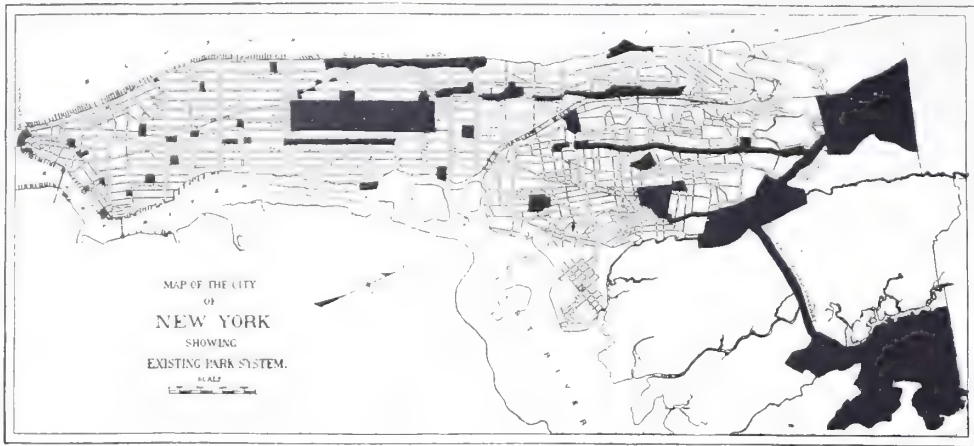 MAP OF THE CITY
OF
NEW YORK
SHOWING
EXISTING PARK SYSTEM.
SCALE